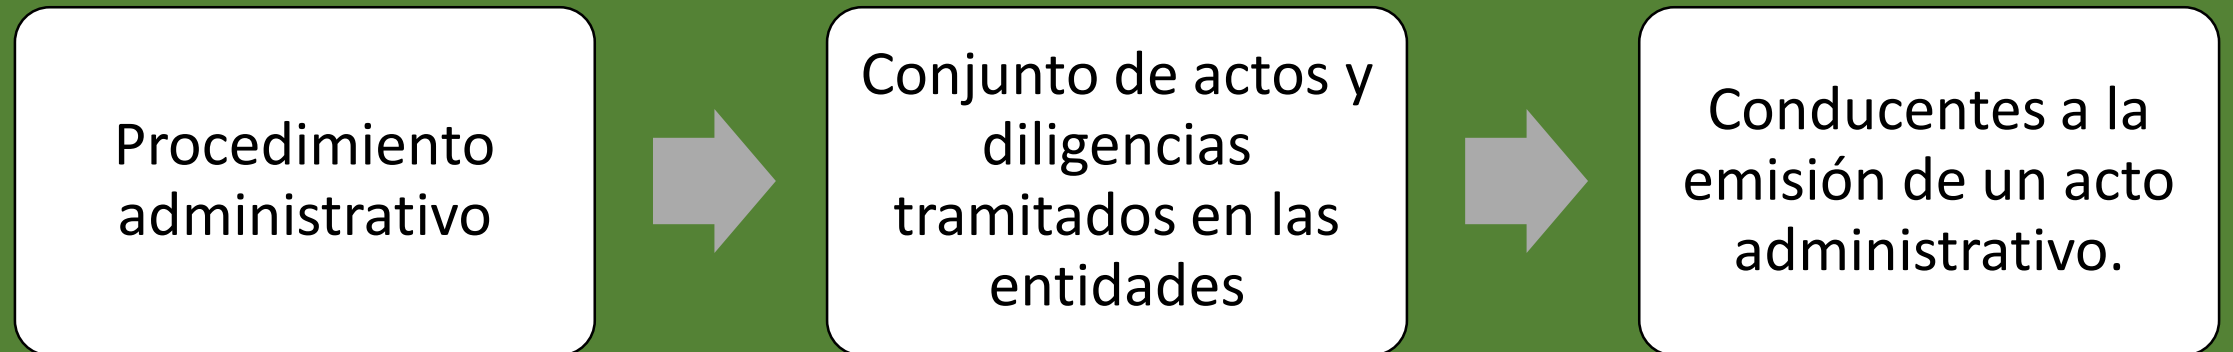 Procedimiento
administrativo
Conjunto de actos y
diligencias
tramitados en las
entidades
Conducentes a la
emisión de un acto
administrativo.